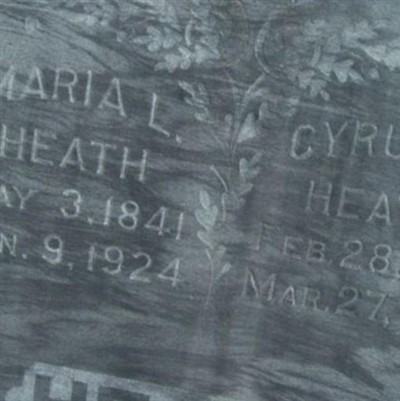 MARIA L.
HEATH
AY 3, 1841
N. 9, 1924
CYRU
HEA
FEB. 28,
MAR. 27,